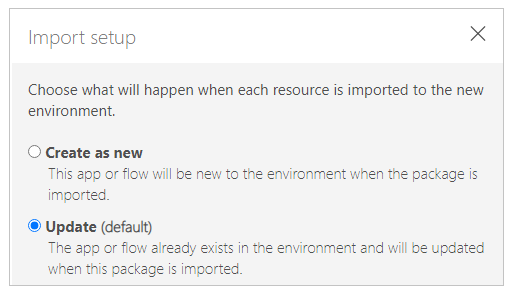 Import setup
Choose what will happen when each resource is imported to the new
environment.
Create as new
This app or flow will be new to the environment when the package is
imported.
Update (default)
The app or flow already exists in the environment and will be updated
when this package is imported.